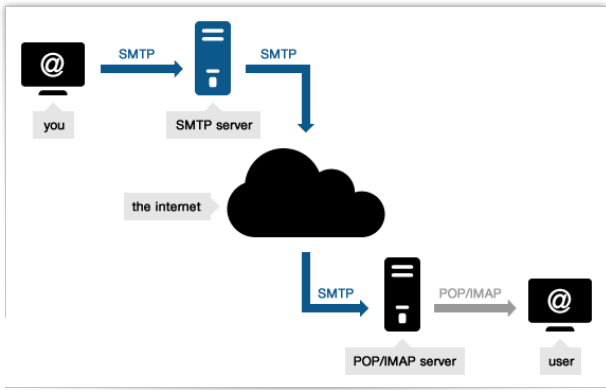 @
SMTP
SMTP
you
SMTP server
the internet
SMTP
POP/IMAP
@
POP/IMAP server
user